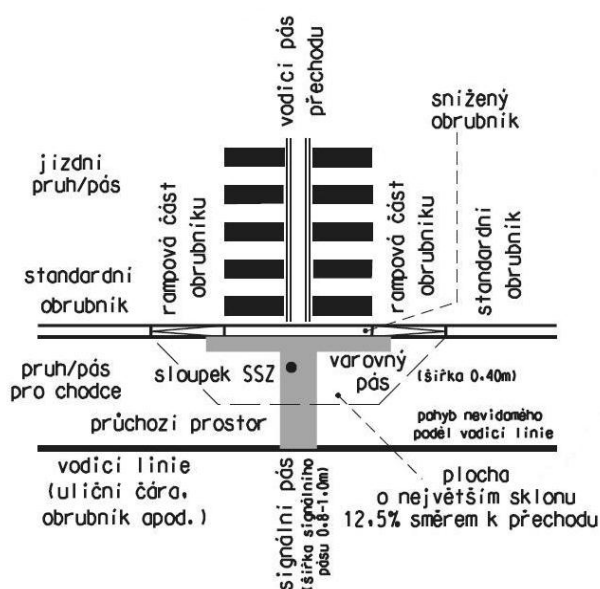 vodicí pás
přechodu
snížený
obrubník
jízdní
pruh/pás
rampová část
obrubníku
rampová část
obrubníku
standardní
obrubník
standardní
obrubník
pruh/pás
pro chodce
sloupek SSZ
varovný
pás
(šířka 0.40m)
průchozí prostor
pohyb nevidomého
podél vodicí linie
vodicí linie
(uliční čára,
obrubník apod.)
signální pás
(šířka signálního
pásu 0.8-1.0m)
plocha
o největším sklonu
12.5% směrem k přechodu